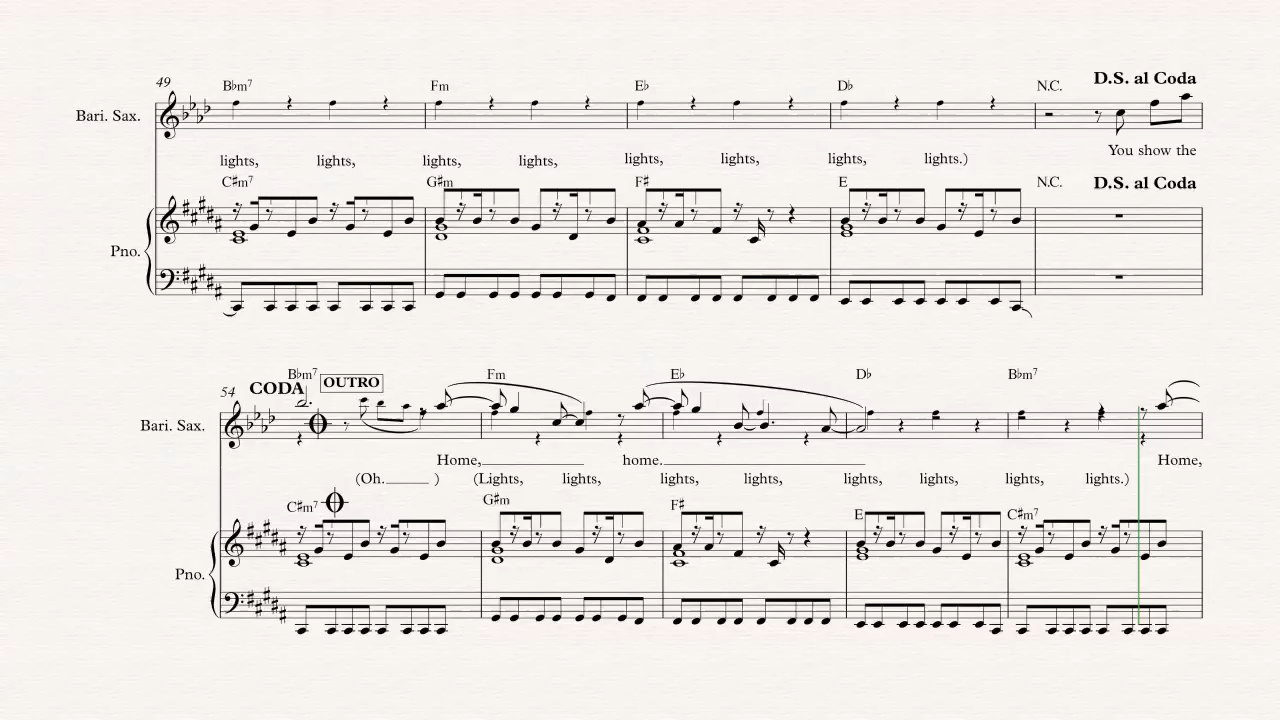 49 B♭m7 Fm E♭ D♭ N.C. D.S. al Coda
Bari. Sax.
lights, lights, lights, lights, lights, lights, lights, lights.) You show the
C♯m7 G♯m F♯ E N.C. D.S. al Coda
Pno.
54 CODA B♭m7 OUTRO Fm E♭ D♭ B♭m7
Bari. Sax.
Home, home. Home,
(Oh. ) (Lights, lights, lights, lights, lights, lights, lights, lights.)
C♯m7 G♯m F♯ E C♯m7
Pno.